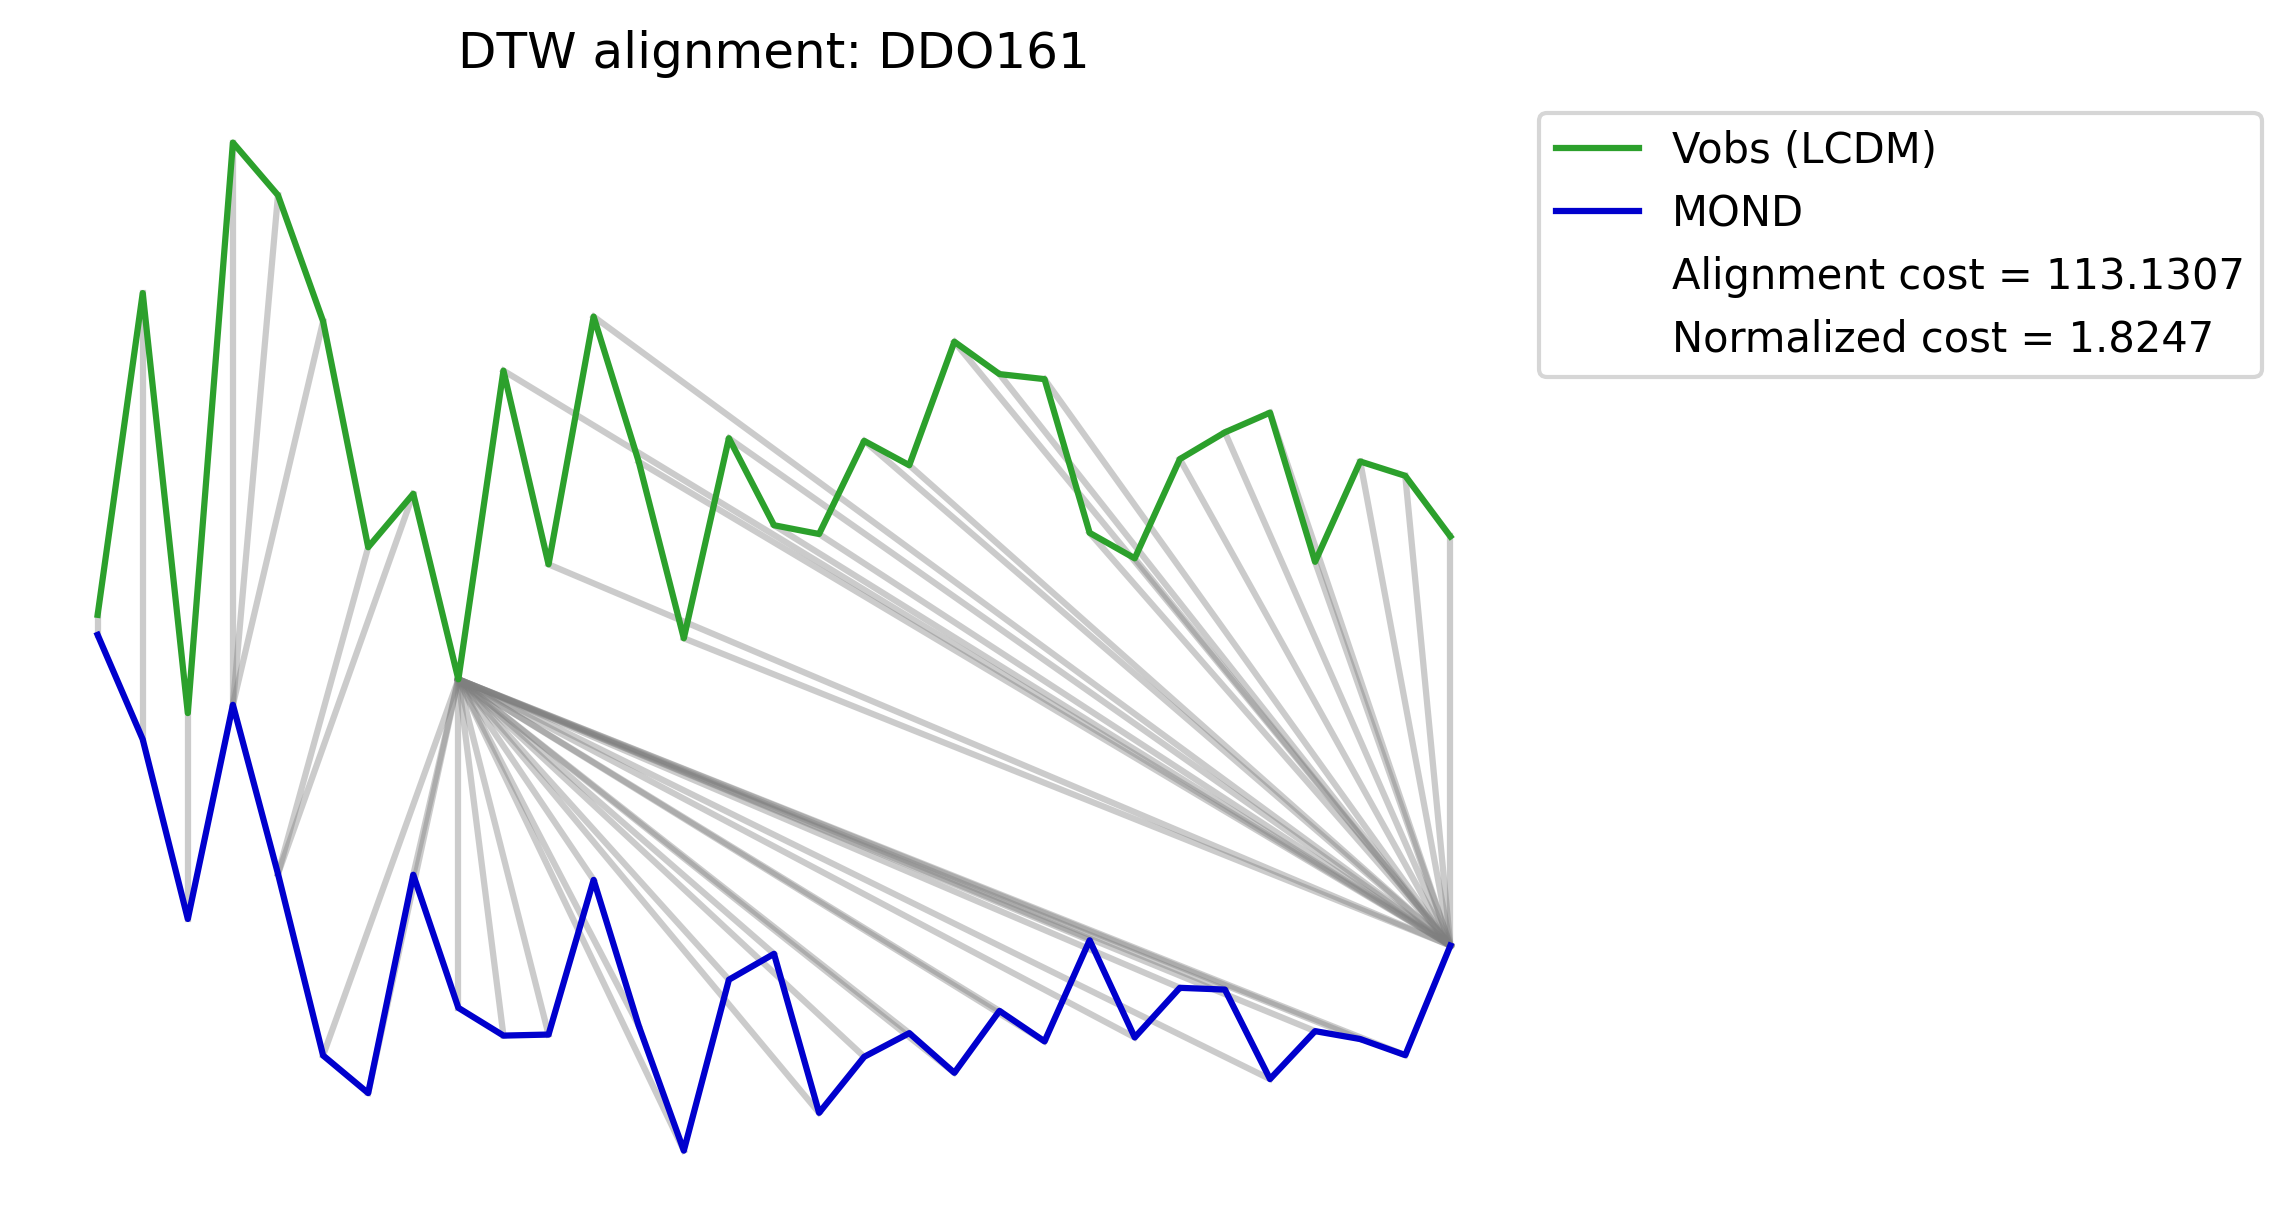 DTW alignment: DDO161
Vobs (LCDM)
MOND
Alignment cost = 113.1307
Normalized cost = 1.8247